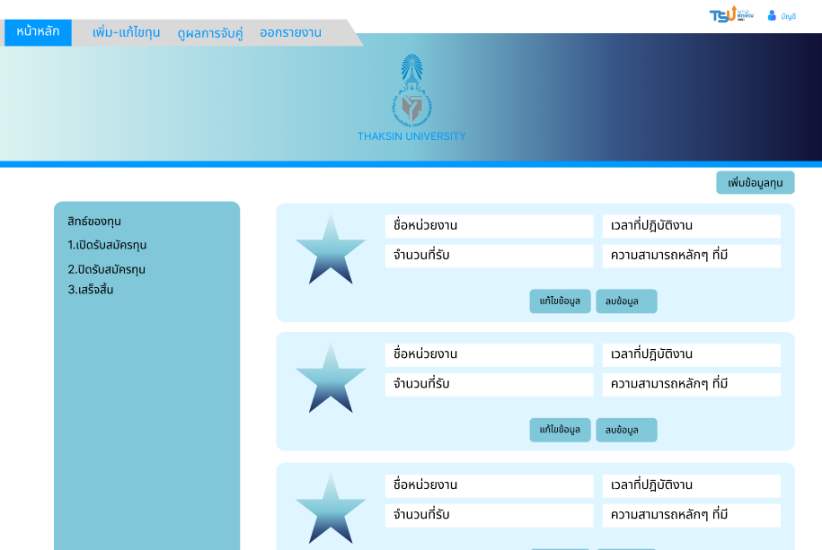 TSU
บัญชี
หน้าหลัก เพิ่ม-แก้ไขทุน ดูผลการจับคู่ ออกรายงาน
THAKSIN UNIVERSITY
เพิ่มข้อมูลทุน
สิทธ์ของทุน
1.เปิดรับสมัครทุน
2.ปิดรับสมัครทุน
3.เสร็จสิ้น
ชื่อหน่วยงาน เวลาที่ปฎิบัติงาน
จำนวนที่รับ ความสามารถหลักๆ ที่มี
แก้ไขข้อมูล ลบข้อมูล
ชื่อหน่วยงาน เวลาที่ปฎิบัติงาน
จำนวนที่รับ ความสามารถหลักๆ ที่มี
แก้ไขข้อมูล ลบข้อมูล
ชื่อหน่วยงาน เวลาที่ปฎิบัติงาน
จำนวนที่รับ ความสามารถหลักๆ ที่มี